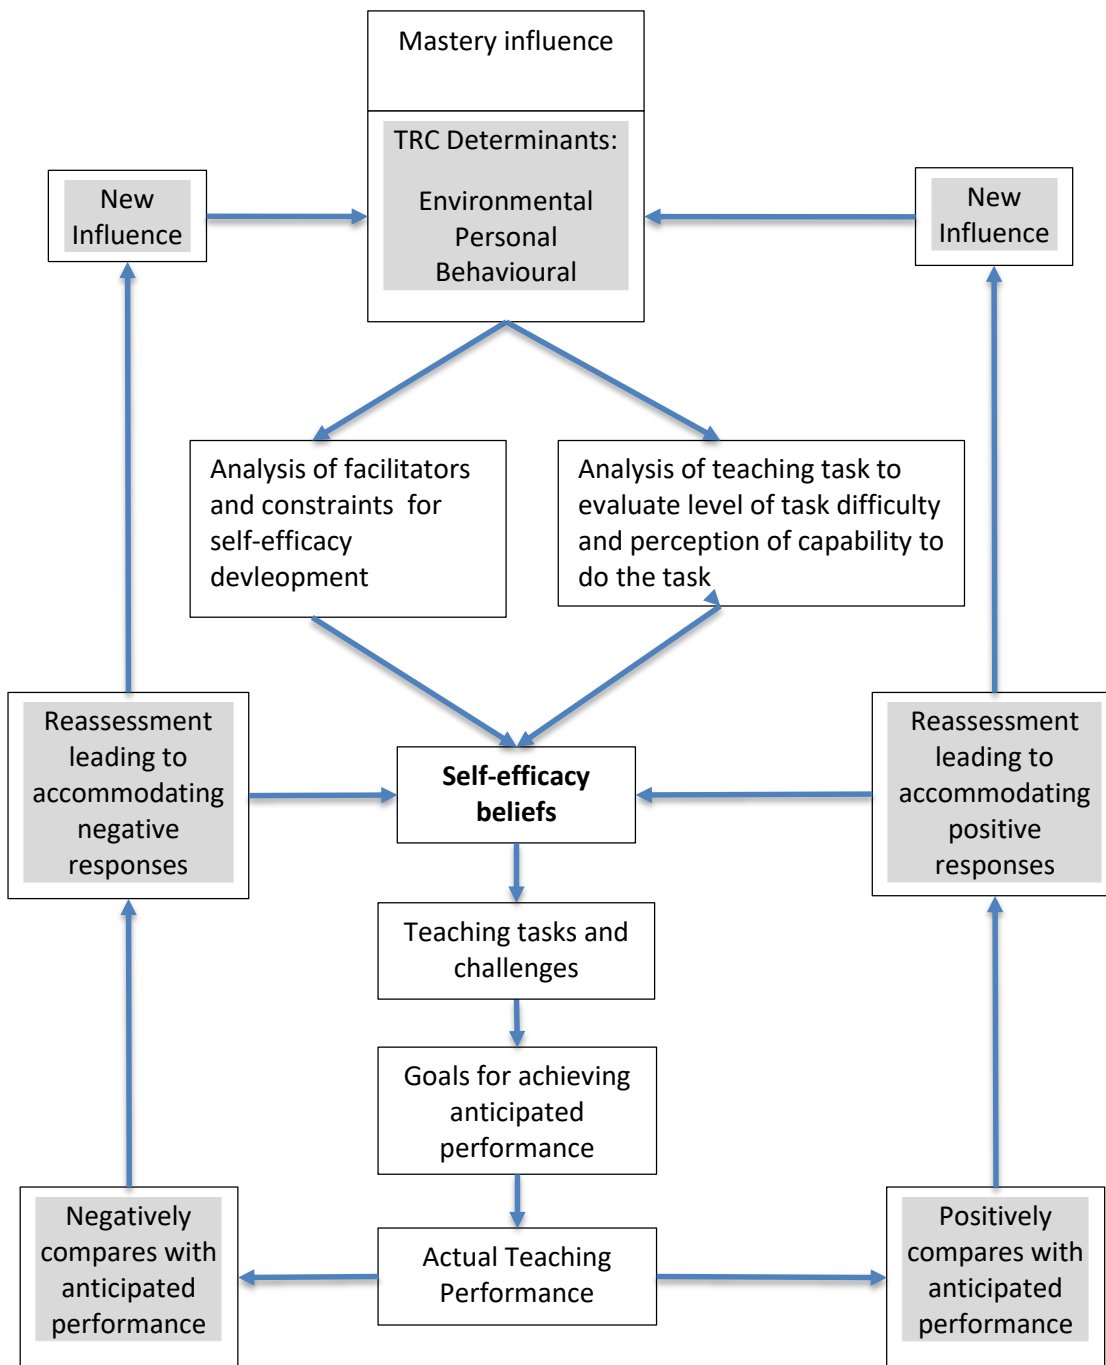 Mastery influence
TRC Determinants:
Environmental
Personal
Behavioural
New
Influence
New
Influence
Analysis of facilitators
and constraints  for
self-efficacy
devleopment
Analysis of teaching task to
evaluate level of task difficulty
and perception of capability to
do the task
Reassessment
leading to
accommodating
negative
responses
Self-efficacy
beliefs
Reassessment
leading to
accommodating
positive
responses
Teaching tasks and
challenges
Goals for achieving
anticipated
performance
Negatively
compares with
anticipated
performance
Actual Teaching
Performance
Positively
compares with
anticipated
performance